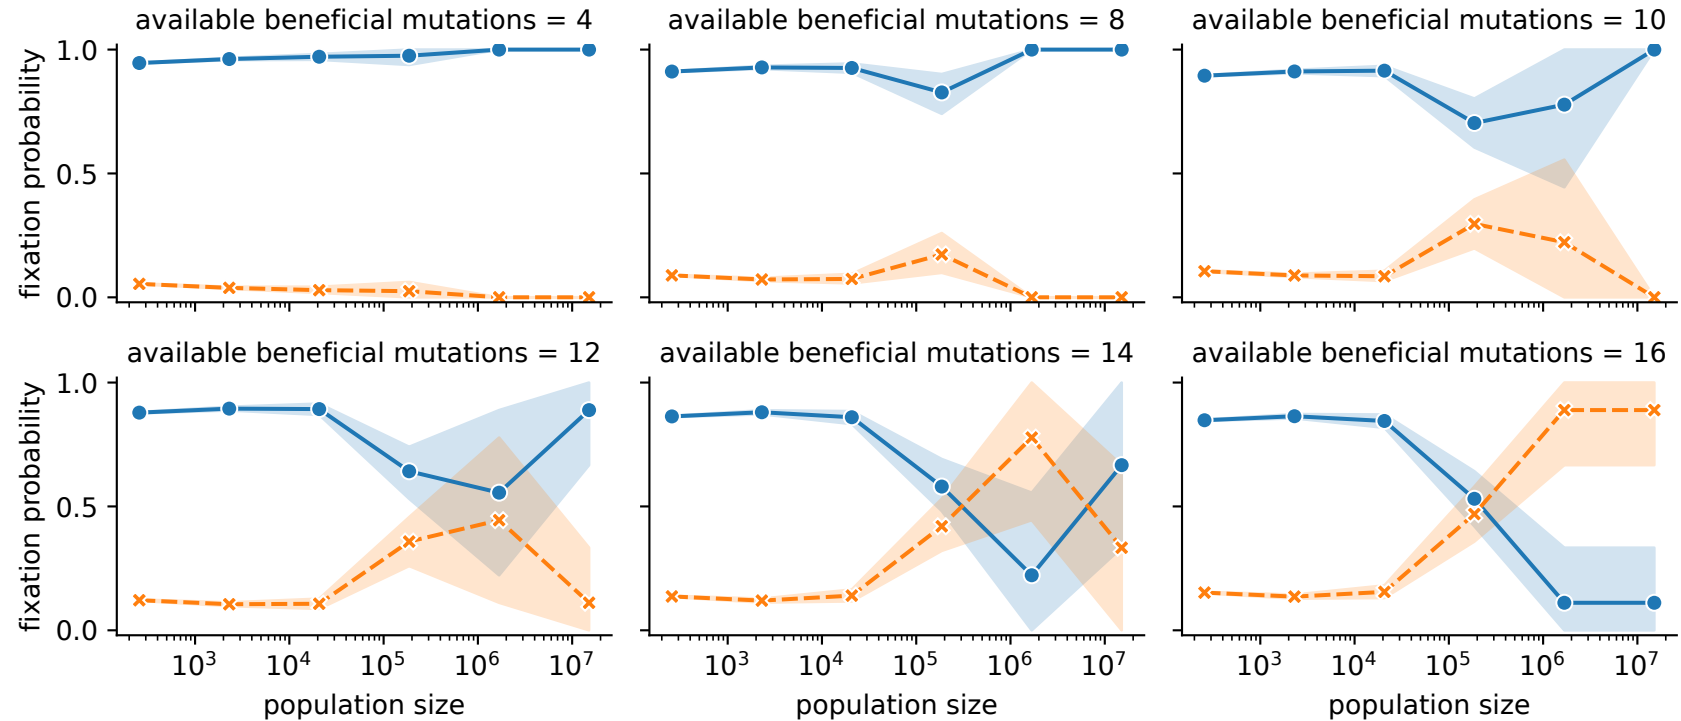 available beneficial mutations = 4
available beneficial mutations = 8
available beneficial mutations = 10
fixation probability
1.0
0.5
0.0
available beneficial mutations = 12
available beneficial mutations = 14
available beneficial mutations = 16
fixation probability
1.0
0.5
0.0
10³ 10⁴ 10⁵ 10⁶ 10⁷
10³ 10⁴ 10⁵ 10⁶ 10⁷
10³ 10⁴ 10⁵ 10⁶ 10⁷
population size
population size
population size